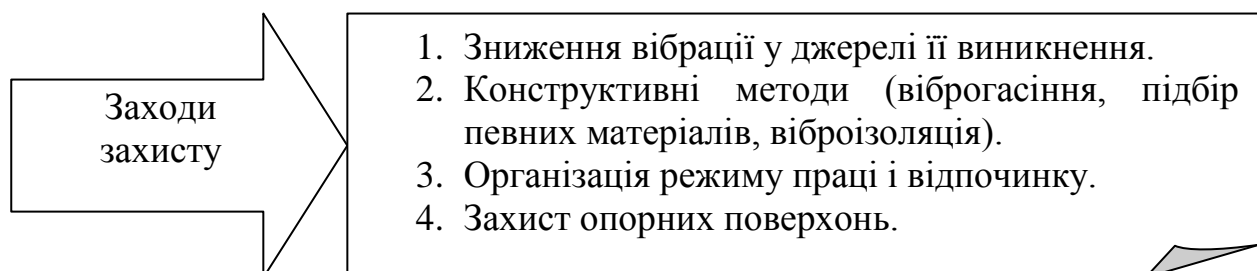 Заходи
захисту
1. Зниження вібрації у джерелі її виникнення.
2. Конструктивні методи (віброгасіння, підбір
певних матеріалів, віброізоляція).
3. Організація режиму праці і відпочинку.
4. Захист опорних поверхонь.